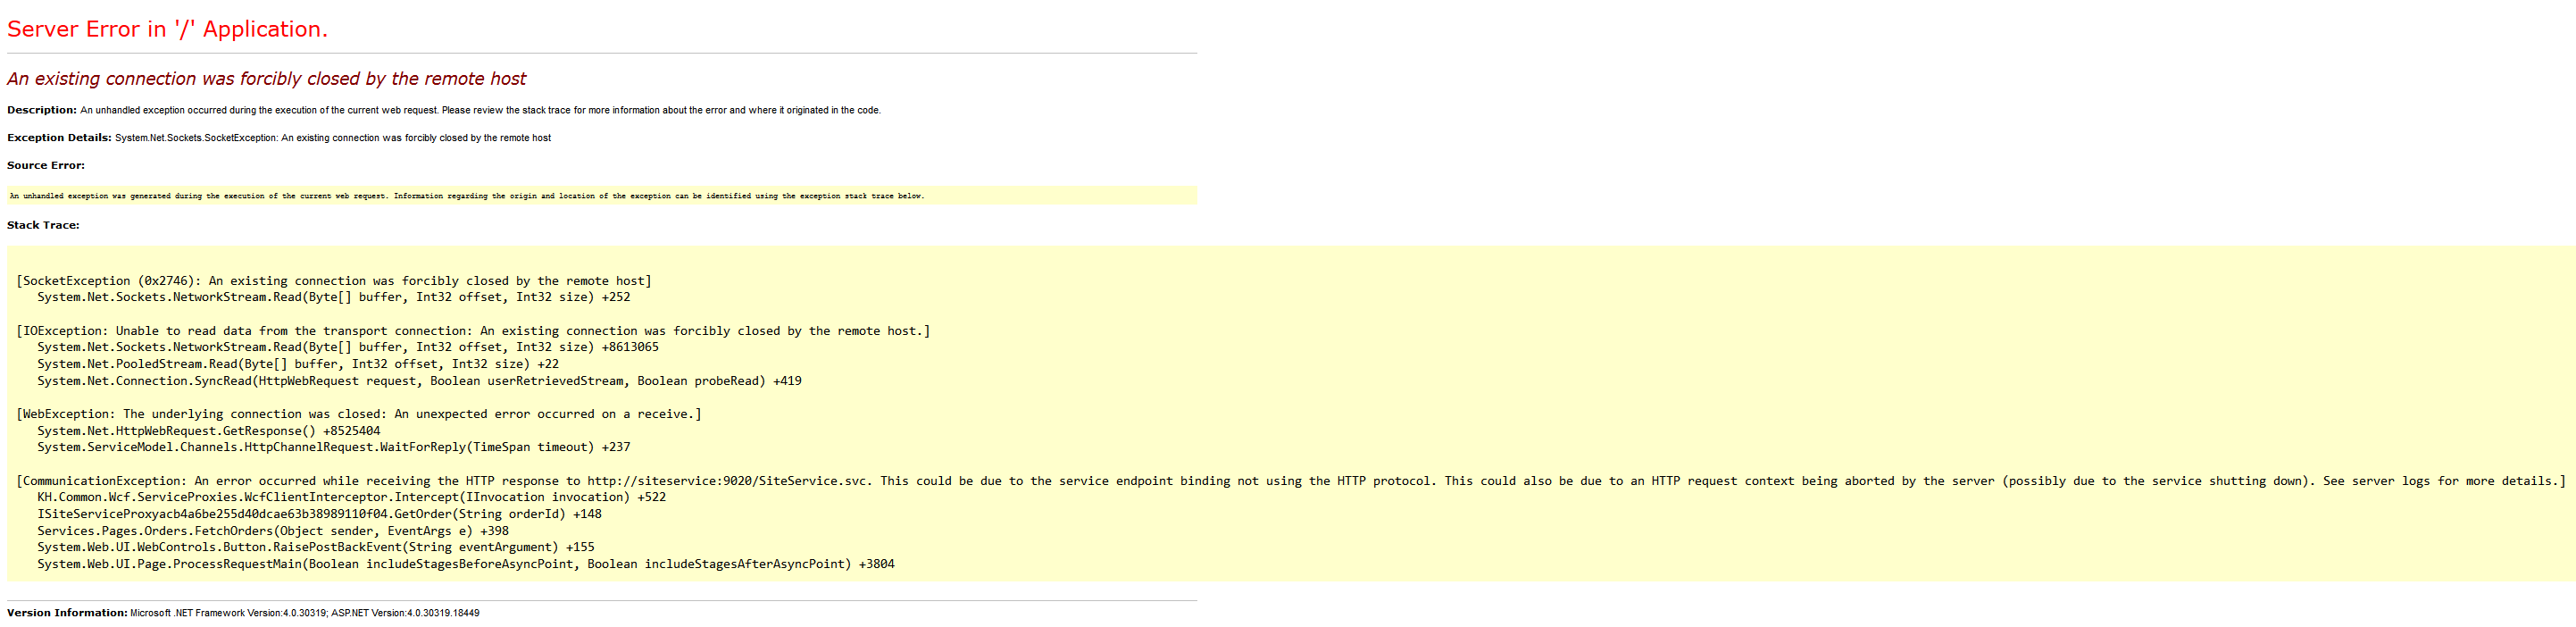 Server Error in '/' Application.
An existing connection was forcibly closed by the remote host
Description: An unhandled exception occurred during the execution of the current web request. Please review the stack trace for more information about the error and where it originated in the code.
Exception Details: System.Net.Sockets.SocketException: An existing connection was forcibly closed by the remote host
Source Error:
An unhandled exception was generated during the execution of the current web request. Information regarding the origin and location of the exception can be identified using the exception stack trace below.
Stack Trace:
[SocketException (0x2746): An existing connection was forcibly closed by the remote host]
System.Net.Sockets.NetworkStream.Read(Byte[] buffer, Int32 offset, Int32 size) +252
[IOException: Unable to read data from the transport connection: An existing connection was forcibly closed by the remote host.]
System.Net.Sockets.NetworkStream.Read(Byte[] buffer, Int32 offset, Int32 size) +8613065
System.Net.PooledStream.Read(Byte[] buffer, Int32 offset, Int32 size) +22
System.Net.Connection.SyncRead(HttpWebRequest request, Boolean userRetrievedStream, Boolean probeRead) +419
[WebException: The underlying connection was closed: An unexpected error occurred on a receive.]
System.Net.HttpWebRequest.GetResponse() +8525404
System.ServiceModel.Channels.HttpChannelRequest.WaitForReply(TimeSpan timeout) +237
[CommunicationException: An error occurred while receiving the HTTP response to http://siteservice:9020/SiteService.svc. This could be due to the service endpoint binding not using the HTTP protocol. This could also be due to an HTTP request context being aborted by the server (possibly due to the service shutting down). See server logs for more details.]
KH.Common.Wcf.ServiceProxies.WcfClientInterceptor.Intercept(IInvocation invocation) +522
ISiteServiceProxyacb4a6be255d40dcae63b38989110f04.GetOrder(String orderId) +148
Services.Pages.Orders.FetchOrders(Object sender, EventArgs e) +398
System.Web.UI.WebControls.Button.RaisePostBackEvent(String eventArgument) +155
System.Web.UI.Page.ProcessRequestMain(Boolean includeStagesBeforeAsyncPoint, Boolean includeStagesAfterAsyncPoint) +3804
Version Information: Microsoft .NET Framework Version:4.0.30319; ASP.NET Version:4.0.30319.18449